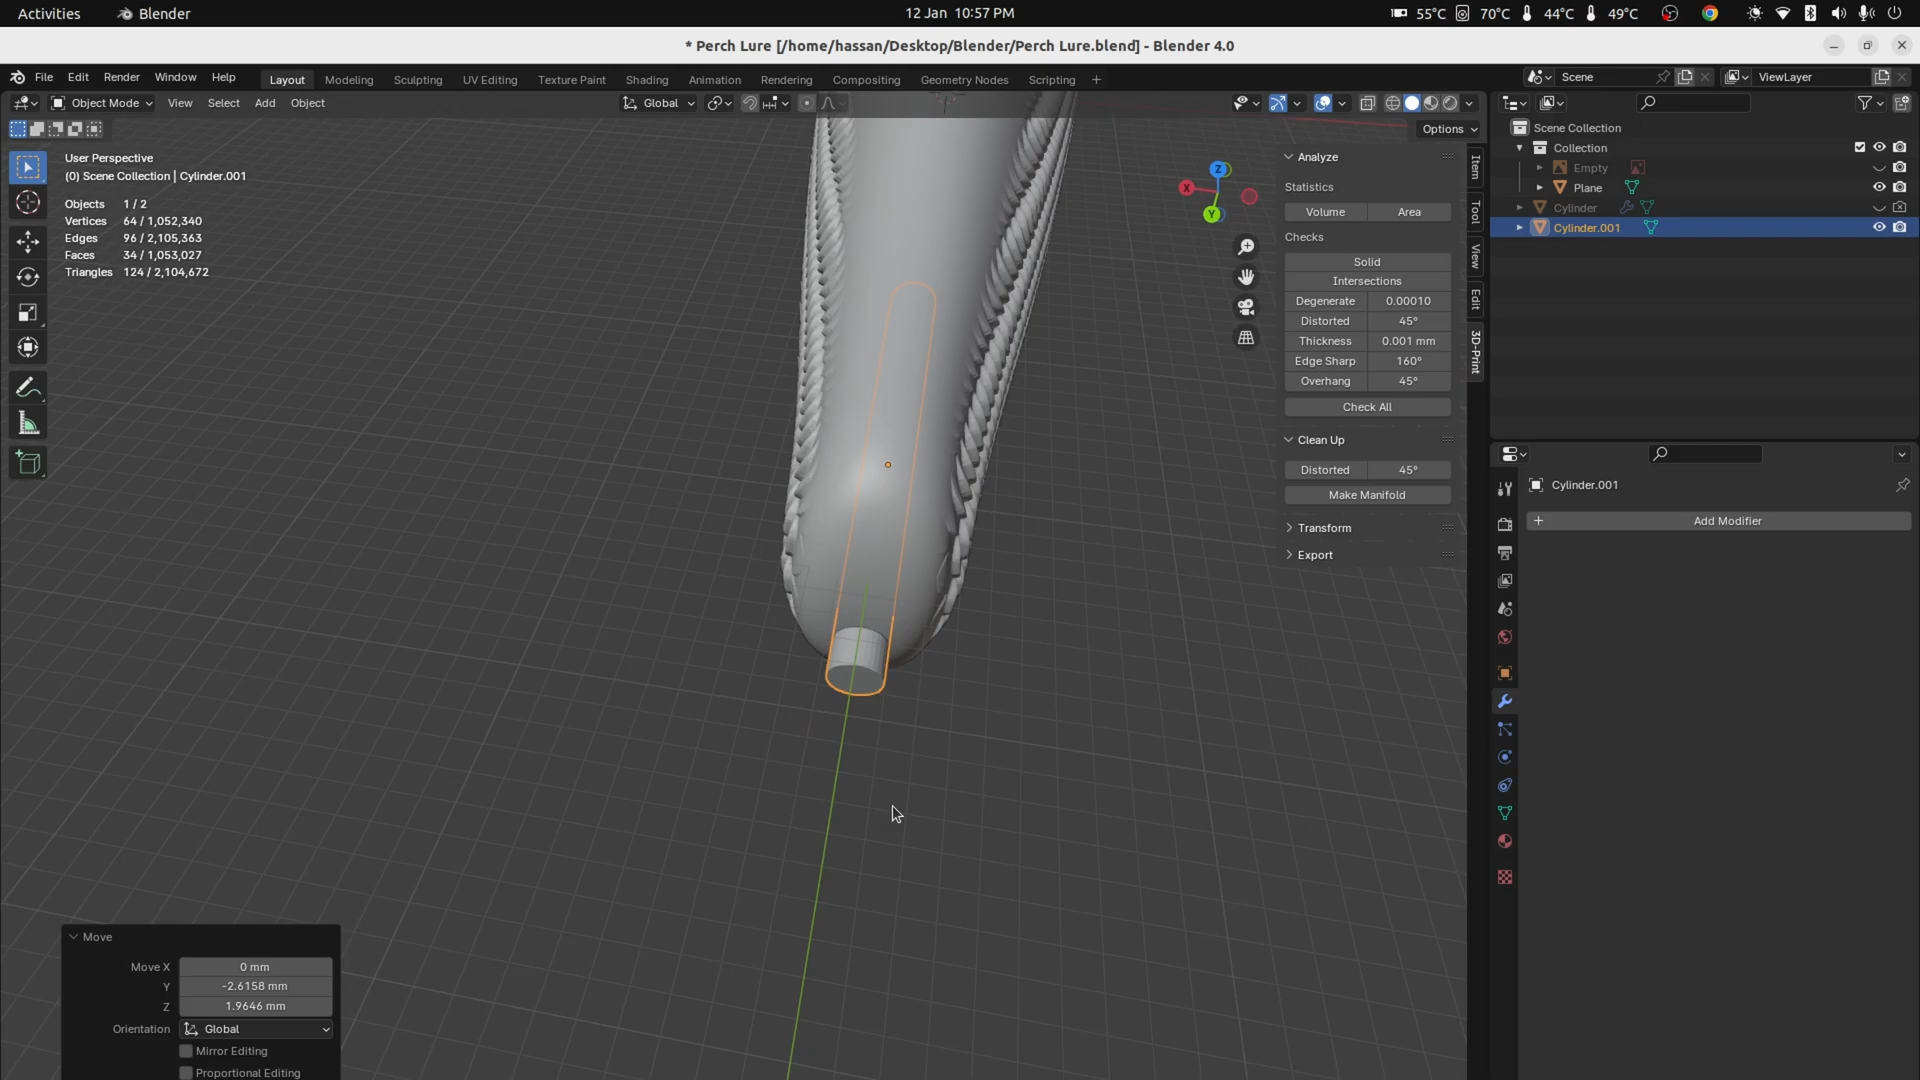 Activities Blender 12 Jan 10:57 PM 55°C 70°C 44°C 49°C
* Perch Lure [/home/hassan/Desktop/Blender/Perch Lure.blend] - Blender 4.0
File Edit Render Window Help Layout Modeling Sculpting UV Editing Texture Paint Shading Animation Rendering Compositing Geometry Nodes Scripting + Scene ViewLayer
Object Mode View Select Add Object Global
Options
User Perspective
(0) Scene Collection | Cylinder.001
Objects 1 / 2
Vertices 64 / 1,052,340
Edges 96 / 2,105,363
Faces 34 / 1,053,027
Triangles 124 / 2,104,672
X
Y
Z
Analyze
Statistics
Volume Area
Checks
Solid
Intersections
Degenerate 0.00010
Distorted 45°
Thickness 0.001 mm
Edge Sharp 160°
Overhang 45°
Check All
Clean Up
Distorted 45°
Make Manifold
Transform
Export
Item
Tool
View
Edit
3D-Print
Scene Collection
Collection
Empty
Plane
Cylinder
Cylinder.001
Cylinder.001
+ Add Modifier
Move
Move X 0 mm
Y -2.6158 mm
Z 1.9646 mm
Orientation Global
Mirror Editing
Proportional Editing